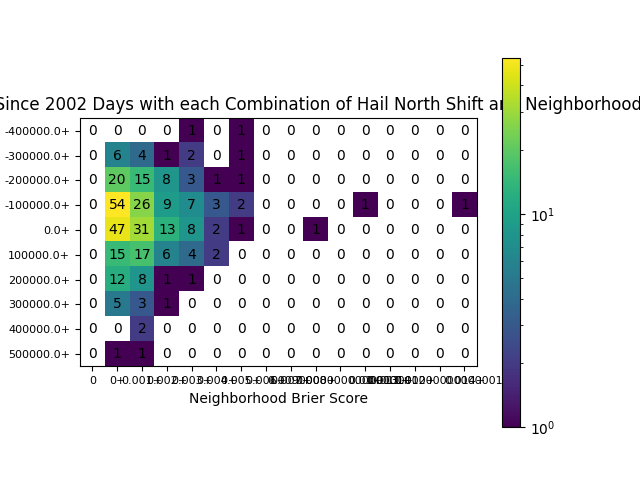 Since 2002 Days with each Combination of Hail North Shift and Neighborhood
-400000.0+ 0 0 0 0 1 0 1 0 0 0 0 0 0 0 0 0
-300000.0+ 0 6 4 1 2 0 1 0 0 0 0 0 0 0 0 0
-200000.0+ 0 20 15 8 3 1 1 0 0 0 0 0 0 0 0 0
-100000.0+ 0 54 26 9 7 3 2 0 0 0 0 1 0 0 0 1
0.0+ 0 47 31 13 8 2 1 0 0 1 0 0 0 0 0 0
100000.0+ 0 15 17 6 4 2 0 0 0 0 0 0 0 0 0 0
200000.0+ 0 12 8 1 1 0 0 0 0 0 0 0 0 0 0 0
300000.0+ 0 5 3 1 0 0 0 0 0 0 0 0 0 0 0 0
400000.0+ 0 0 2 0 0 0 0 0 0 0 0 0 0 0 0 0
500000.0+ 0 1 1 0 0 0 0 0 0 0 0 0 0 0 0 0
0 0+ 0.001+ 0.002+ 0.003+ 0.004+ 0.005+
Neighborhood Brier Score
10^1
10^0